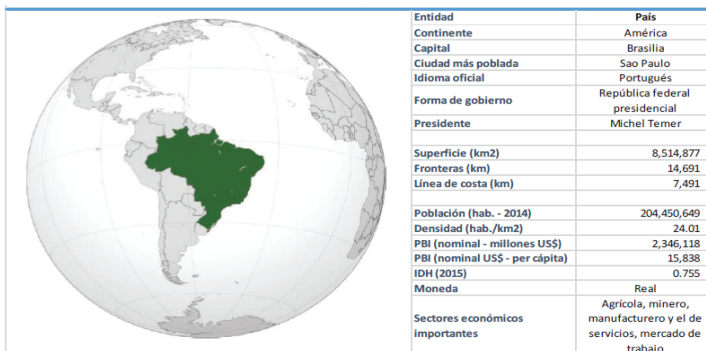 Entidad País
Continente América
Capital Brasilia
Ciudad más poblada Sao Paulo
Idioma oficial Portugués
Forma de gobierno República federal
presidencial
Presidente Michel Temer
Superficie (km2) 8,514,877
Fronteras (km) 14,691
Línea de costa (km) 7,491
Población (hab. - 2014) 204,450,649
Densidad (hab./km2) 24.01
PBI (nominal - millones US$) 2,346,118
PBI (nominal US$ - per cápita) 15,838
IDH (2015) 0.755
Moneda Real
Sectores económicos
importantes
Agrícola, minero,
manufacturero y el de
servicios, mercado de
trabajo